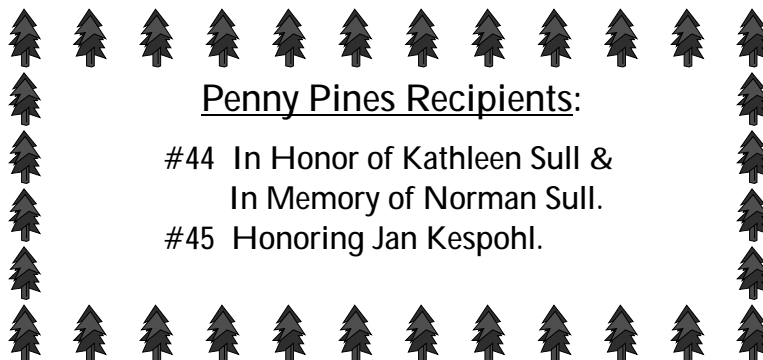 Penny Pines Recipients:
#44 In Honor of Kathleen Sull &
In Memory of Norman Sull.
#45 Honoring Jan Kespohl.